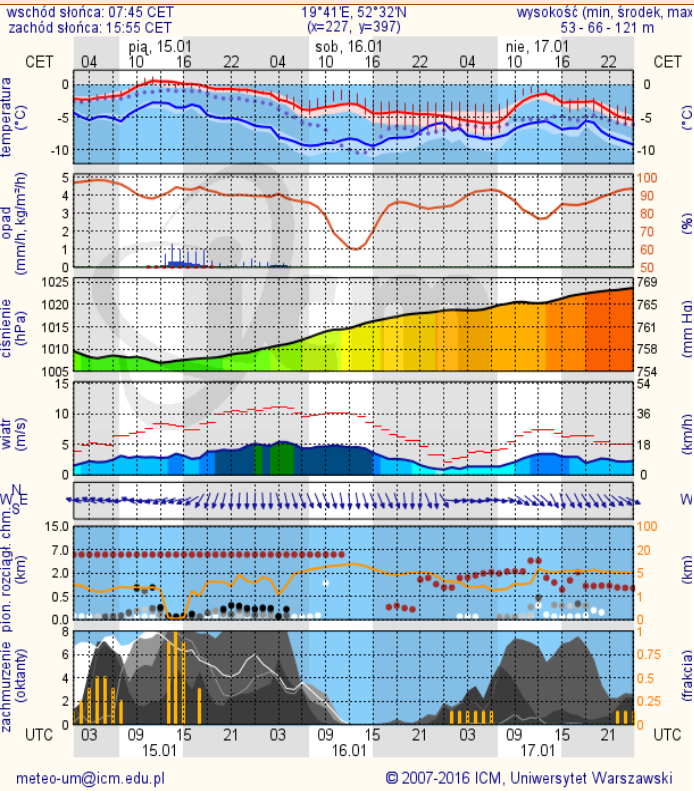 wschód słońca: 07:45 CET 19°41'E, 52°32'N wysokość (min, środek, max
zachód słońca: 15:55 CET (x=227, y=397) 53 - 66 - 121 m
pią, 15.01 sob, 16.01 nie, 17.01
CET 04 10 16 22 04 10 16 22 04 10 16 22 CET
temperatura (°C)
0 -5 -10
0 -5 -10
(°C)
opad (mm/h, kg/m²/h)
5 4 3 2 1 0
100 90 80 70 60 50
(%)
ciśnienie (hPa)
1025 1020 1015 1010 1005
769 765 761 758 754
(mm Hg)
wiatr (m/s)
15 10 5 0
54 36 18 0
(km/h)
N
W E
S
W
pion. rozciągł. chm. (km)
15.0 7.0 2.0 0.5 0.0
100 20 5 1 0
(km)
zachmurzenie (oktanty)
8 6 4 2 0
1 0.75 0.5 0.25 0
(frakcja)
UTC 03 09 15 21 03 09 15 21 03 09 15 21 UTC
15.01 16.01 17.01
meteo-um@icm.edu.pl © 2007-2016 ICM, Uniwersytet Warszawski